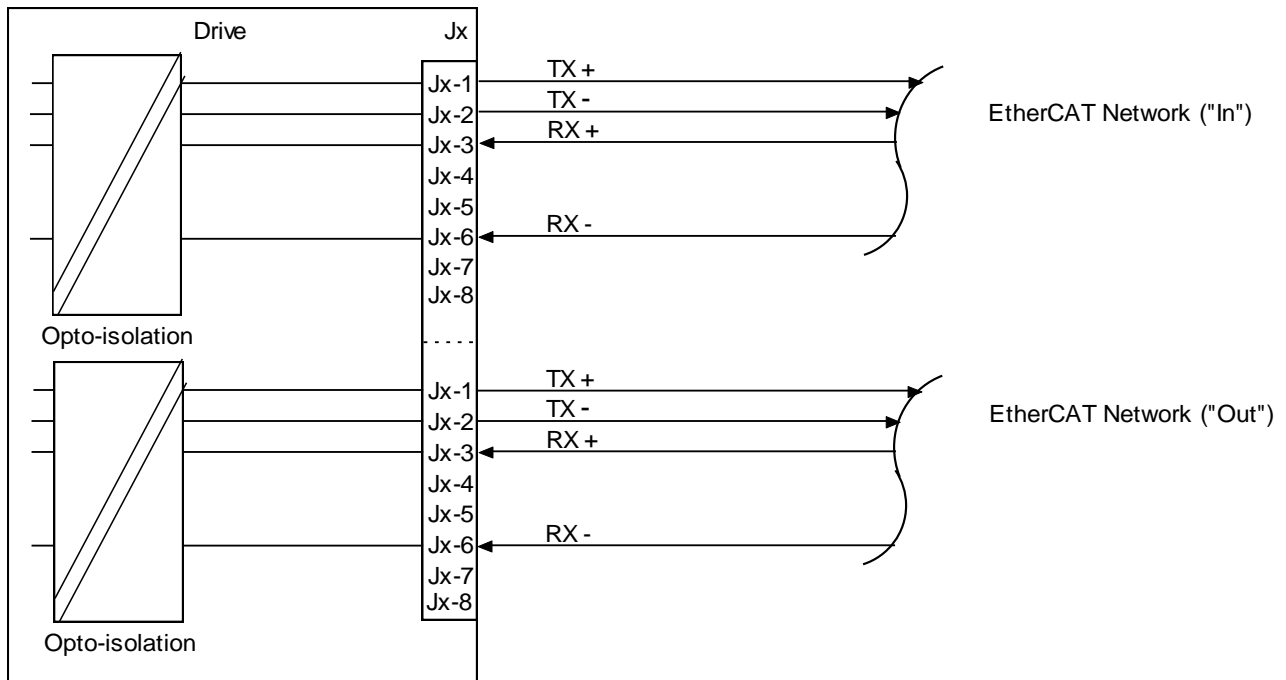 Drive Jx
Jx-1 TX +
Jx-2 TX -
Jx-3 RX +
Jx-4
Jx-5
Jx-6 RX -
Jx-7
Jx-8
EtherCAT Network ("In")
Opto-isolation
Jx-1 TX +
Jx-2 TX -
Jx-3 RX +
Jx-4
Jx-5
Jx-6 RX -
Jx-7
Jx-8
EtherCAT Network ("Out")
Opto-isolation